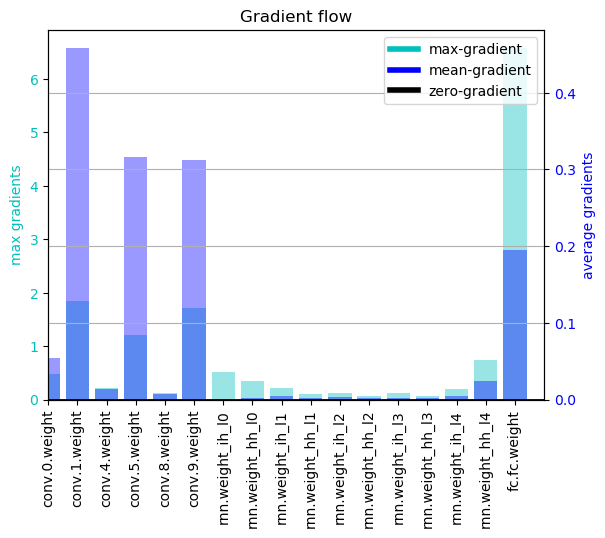 Gradient flow
max-gradient
mean-gradient
zero-gradient
max gradients
6
5
4
3
2
1
0
average gradients
0.4
0.3
0.2
0.1
0.0
conv.0.weight
conv.1.weight
conv.4.weight
conv.5.weight
conv.8.weight
conv.9.weight
rnn.weight_ih_l0
rnn.weight_hh_l0
rnn.weight_ih_l1
rnn.weight_hh_l1
rnn.weight_ih_l2
rnn.weight_hh_l2
rnn.weight_ih_l3
rnn.weight_hh_l3
rnn.weight_ih_l4
rnn.weight_hh_l4
fc.fc.weight